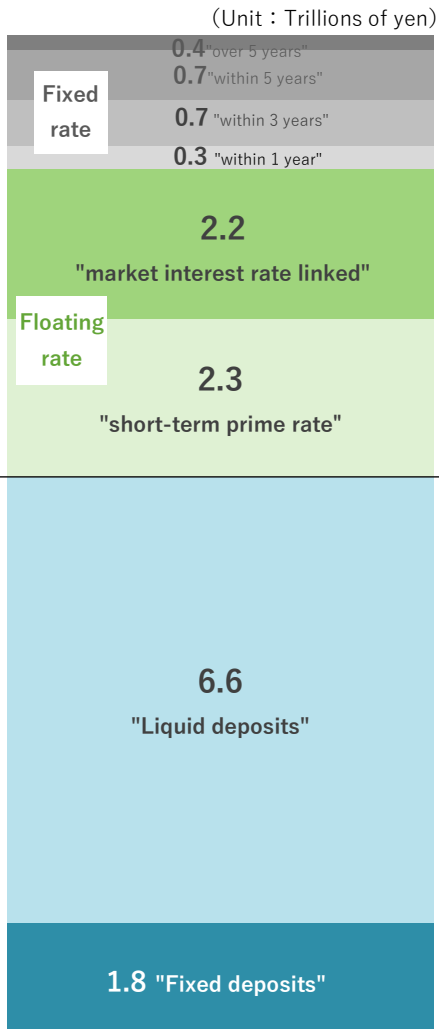 （Unit：Trillions of yen）
0.4"over 5 years"
0.7"within 5 years"
Fixed
rate
0.7 "within 3 years"
0.3 "within 1 year"
2.2
"market interest rate linked"
Floating
rate
2.3
"short-term prime rate"
6.6
"Liquid deposits"
1.8 "Fixed deposits"